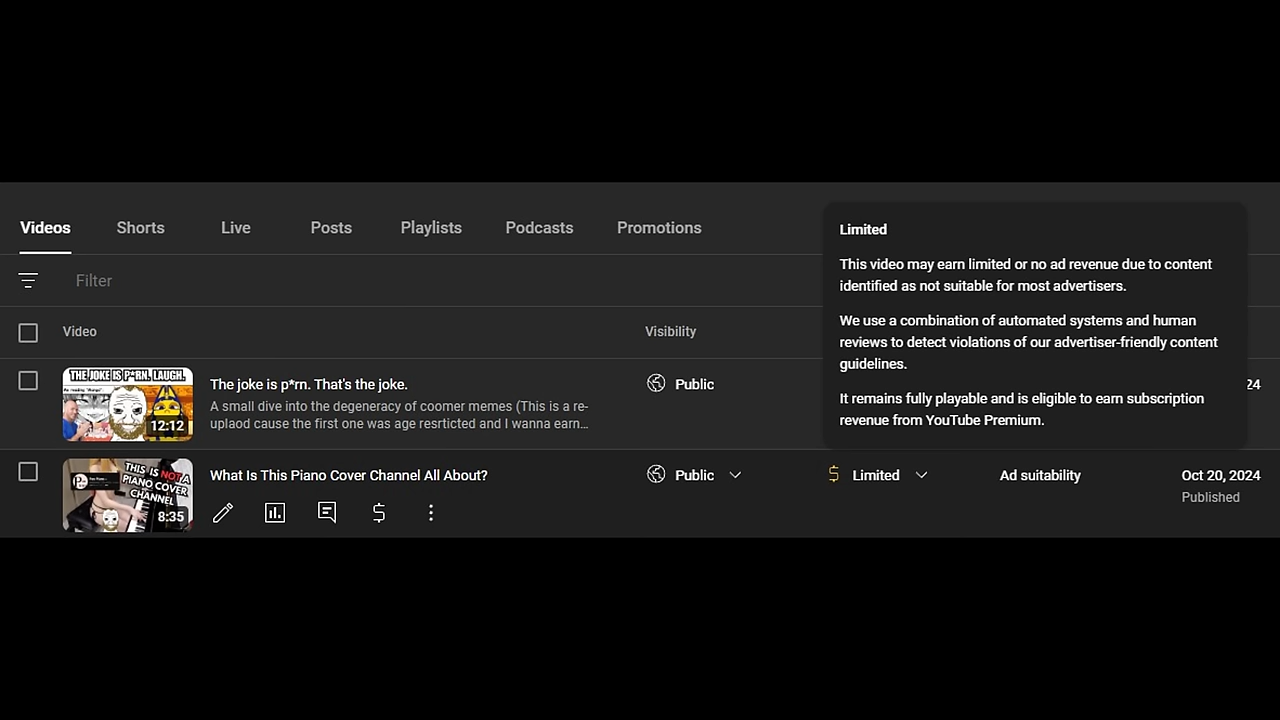 Videos Shorts Live Posts Playlists Podcasts Promotions
Filter
Video Visibility
Limited
This video may earn limited or no ad revenue due to content
identified as not suitable for most advertisers.
We use a combination of automated systems and human
reviews to detect violations of our advertiser-friendly content
guidelines.
It remains fully playable and is eligible to earn subscription
revenue from YouTube Premium.
THE JOKE IS P*RN. LAUGH.
12:12
The joke is p*rn. That's the joke.
A small dive into the degeneracy of coomer memes (This is a re-
uplaod cause the first one was age resrticted and I wanna earn...
Public
24
THIS IS NOT A
PIANO COVER
CHANNEL
8:35
What Is This Piano Cover Channel All About?
Public
$ Limited
Ad suitability
Oct 20, 2024
Published